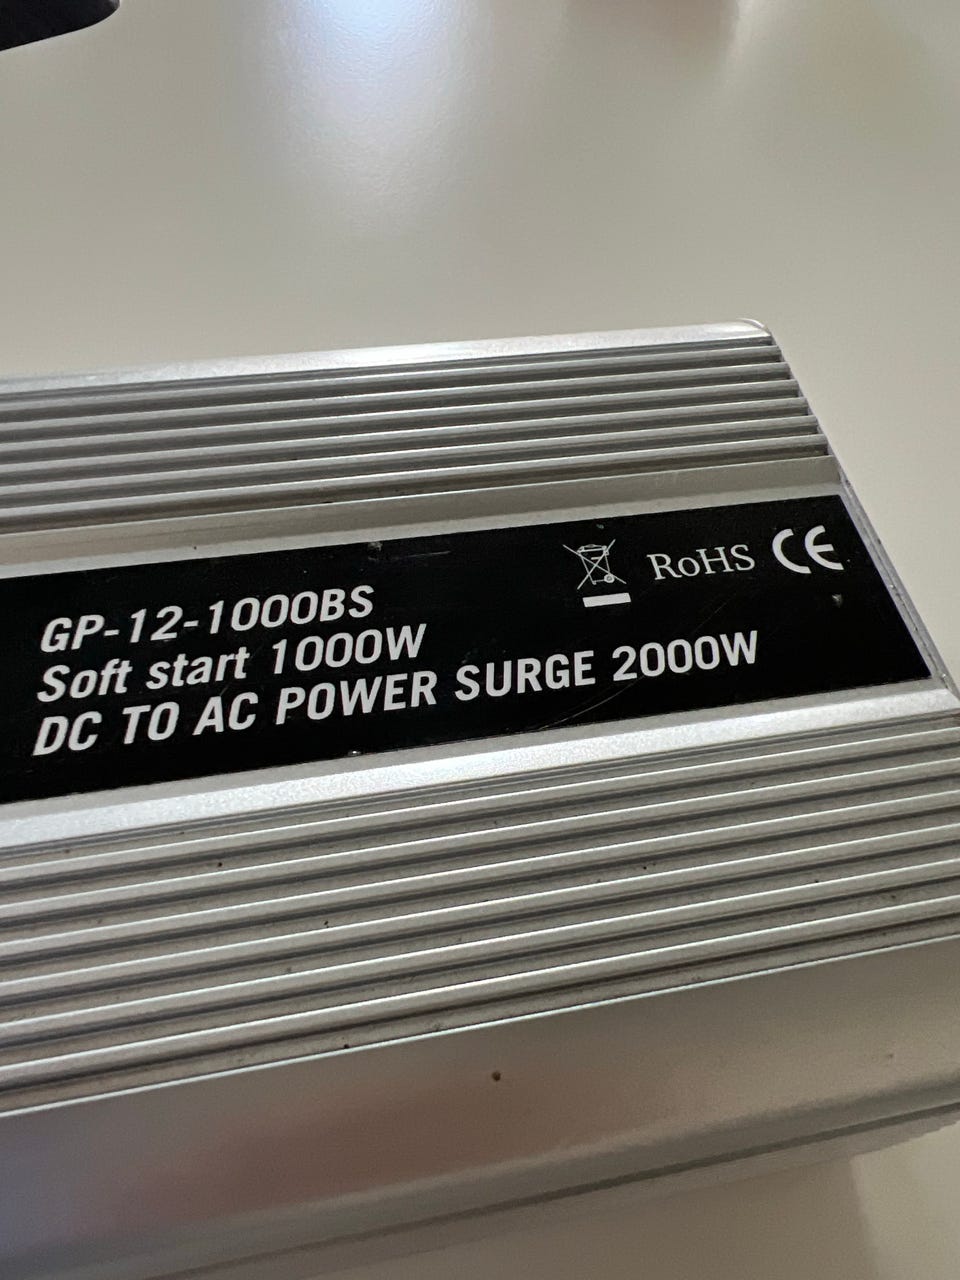 RoHS CE
GP-12-1000BS
Soft start 1000W
DC TO AC POWER SURGE 2000W